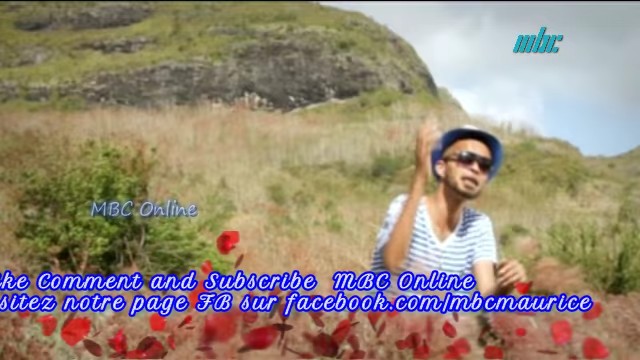 mbc
MBC Online
ke Comment and Subscribe MBC Online
sitez notre page FB sur facebook.com/mbcmaurice